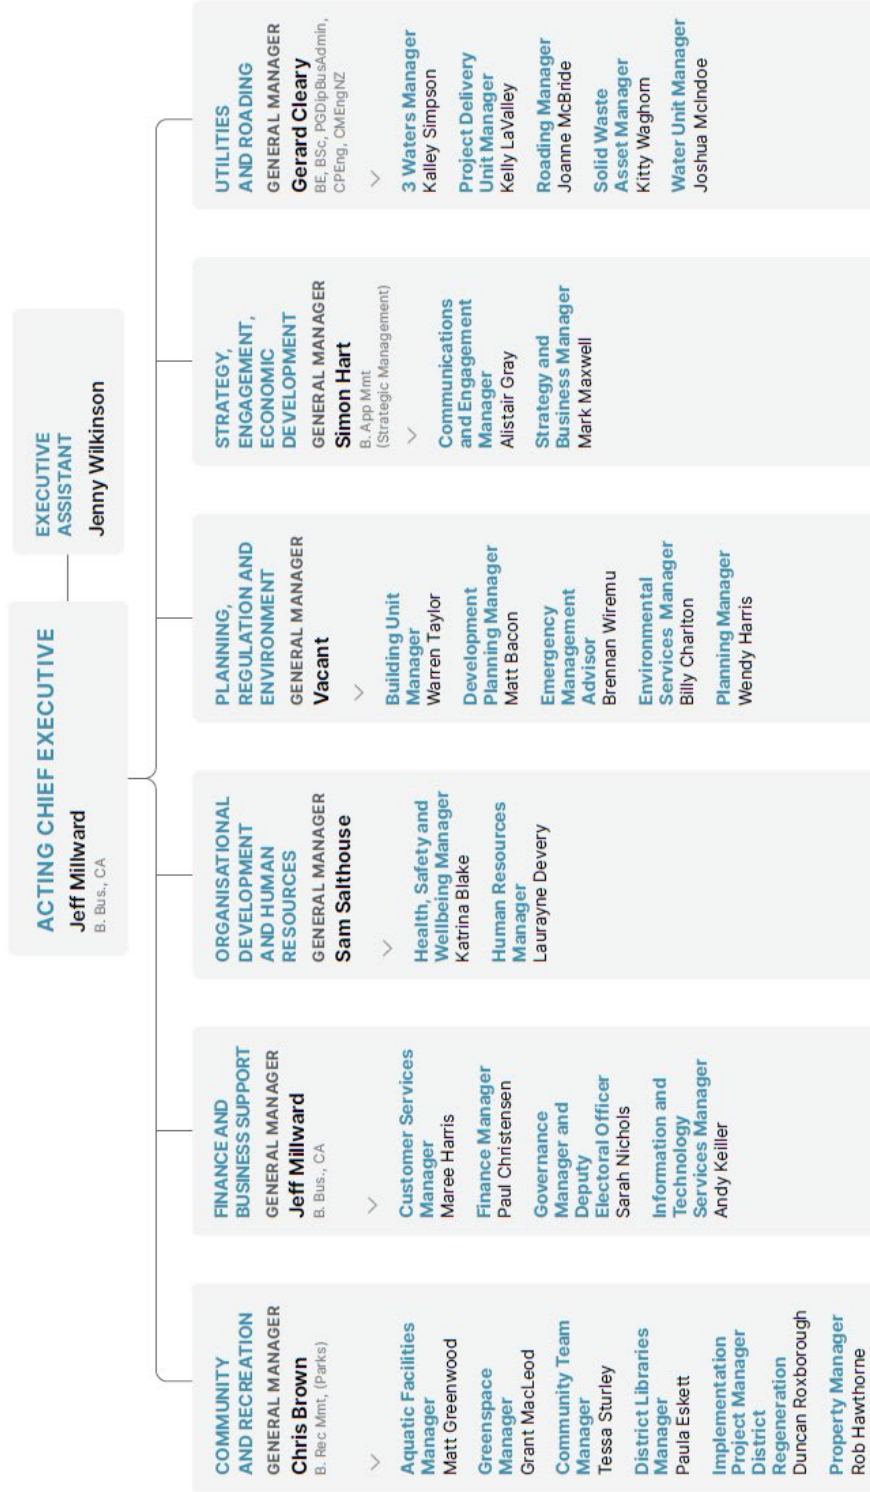 ACTING CHIEF EXECUTIVE
Jeff Millward
B. Bus., CA
EXECUTIVE
ASSISTANT
Jenny Wilkinson
COMMUNITY
AND RECREATION
GENERAL MANAGER
Chris Brown
B. Rec Mmt, (Parks)
Aquatic Facilities
Manager
Matt Greenwood
Greenspace
Manager
Grant MacLeod
Community Team
Manager
Tessa Sturley
District Libraries
Manager
Paula Eskett
Implementation
Project Manager
District
Regeneration
Duncan Roxborough
Property Manager
Rob Hawthorne
FINANCE AND
BUSINESS SUPPORT
GENERAL MANAGER
Jeff Millward
B. Bus., CA
Customer Services
Manager
Maree Harris
Finance Manager
Paul Christensen
Governance
Manager and
Deputy
Electoral Officer
Sarah Nichols
Information and
Technology
Services Manager
Andy Keiller
ORGANISATIONAL
DEVELOPMENT
AND HUMAN
RESOURCES
GENERAL MANAGER
Sam Salthouse
Health, Safety and
Wellbeing Manager
Katrina Blake
Human Resources
Manager
Laurayne Devery
PLANNING,
REGULATION AND
ENVIRONMENT
GENERAL MANAGER
Vacant
Building Unit
Manager
Warren Taylor
Development
Planning Manager
Matt Bacon
Emergency
Management
Advisor
Brennan Wiremu
Environmental
Services Manager
Billy Charlton
Planning Manager
Wendy Harris
STRATEGY,
ENGAGEMENT,
ECONOMIC
DEVELOPMENT
GENERAL MANAGER
Simon Hart
B. App Mmt
(Strategic Management)
Communications
and Engagement
Manager
Alistair Gray
Strategy and
Business Manager
Mark Maxwell
UTILITIES
AND ROADING
GENERAL MANAGER
Gerard Cleary
BE, BSc, PGDipBusAdmin,
CPEng, CMEngNZ
3 Waters Manager
Kalley Simpson
Project Delivery
Unit Manager
Kelly LaValley
Roading Manager
Joanne McBride
Solid Waste
Asset Manager
Kitty Waghorn
Water Unit Manager
Joshua McIndoe